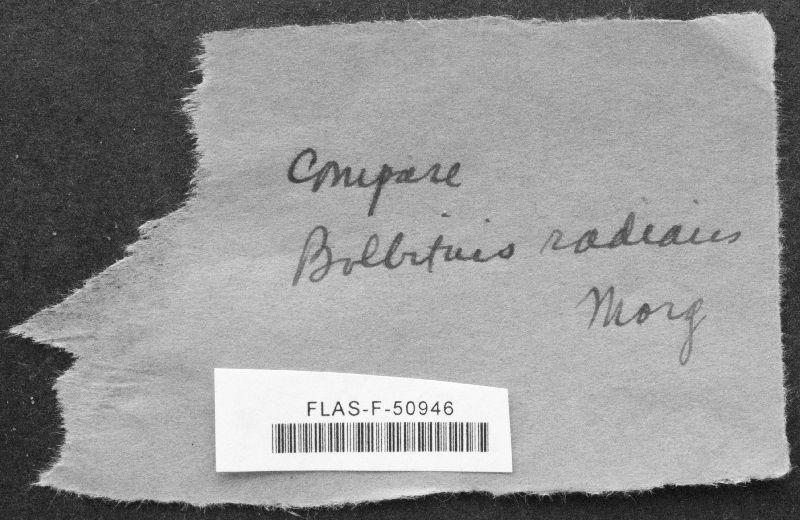 Compare
Bolbitius radians
Morg
FLAS-F-50946